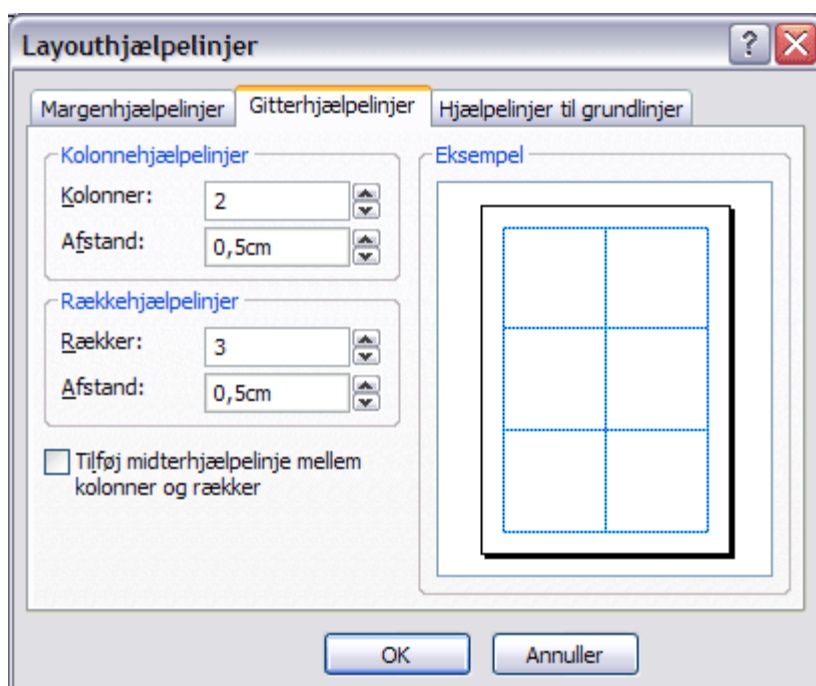 Layouthjælpelinjer
Margenhjælpelinjer Gitterhjælpelinjer Hjælpelinjer til grundlinjer
Kolonnehjælpelinjer
Kolonner: 2
Afstand: 0,5cm
Rækkehjælpelinjer
Rækker: 3
Afstand: 0,5cm
Tilføj midterhjælpelinje mellem
kolonner og rækker
Eksempel
OK Annuller